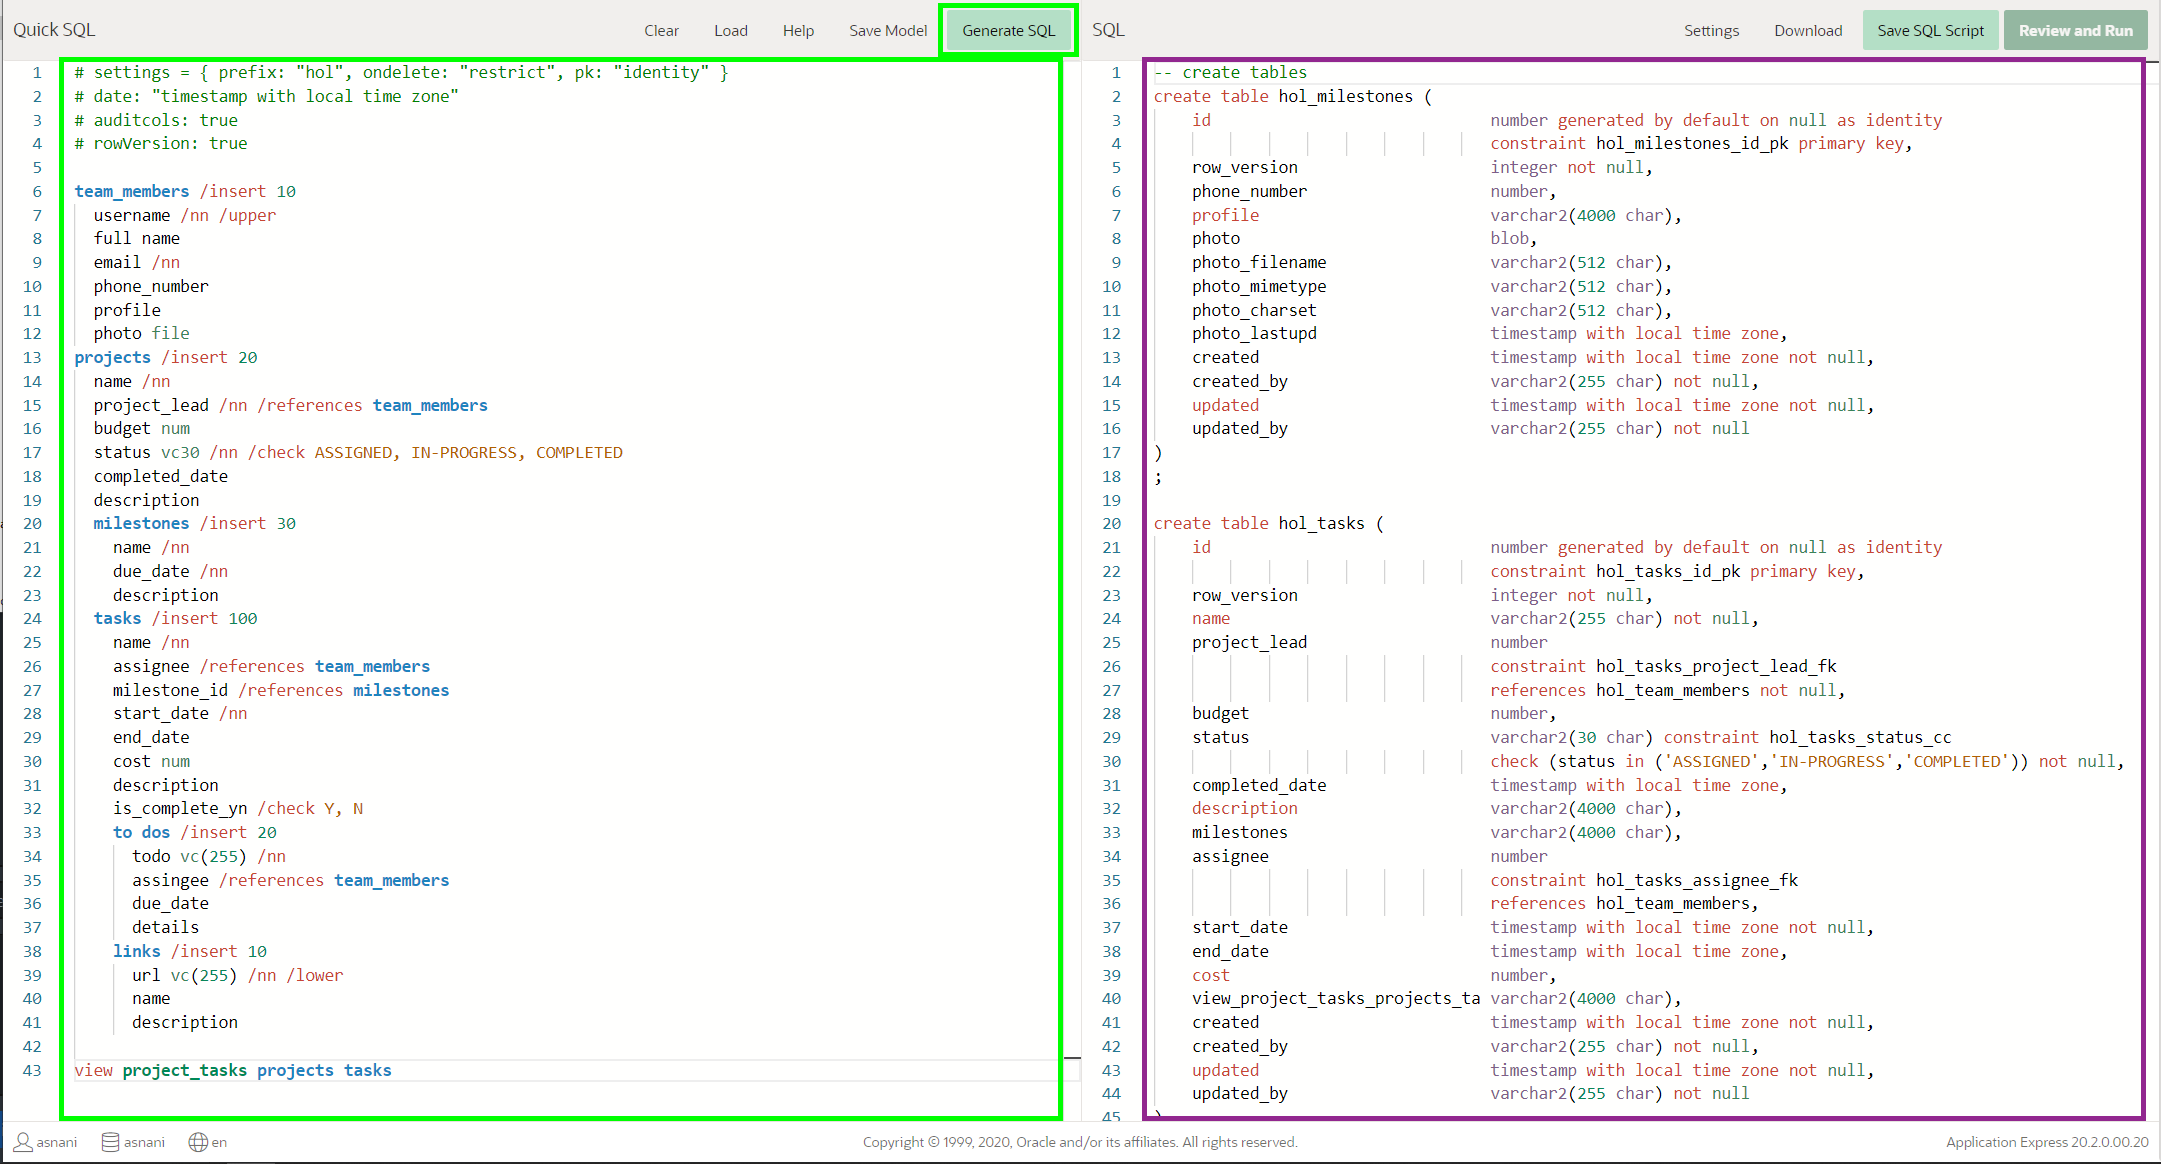 Quick SQL
Clear Load Help Save Model Generate SQL
SQL
Settings Download Save SQL Script Review and Run
1 # settings = { prefix: "hol", ondelete: "restrict", pk: "identity" }
2 # date: "timestamp with local time zone"
3 # auditcols: true
4 # rowVersion: true
5
6 team_members /insert 10
7 username /nn /upper
8 full name
9 email /nn
10 phone_number
11 profile
12 photo file
13 projects /insert 20
14 name /nn
15 project_lead /nn /references team_members
16 budget num
17 status vc30 /nn /check ASSIGNED, IN-PROGRESS, COMPLETED
18 completed_date
19 description
20 milestones /insert 30
21 name /nn
22 due_date /nn
23 description
24 tasks /insert 100
25 name /nn
26 assignee /references team_members
27 milestone_id /references milestones
28 start_date /nn
29 end_date
30 cost num
31 description
32 is_complete_yn /check Y, N
33 to dos /insert 20
34 todo vc(255) /nn
35 assingee /references team_members
36 due_date
37 details
38 links /insert 10
39 url vc(255) /nn /lower
40 name
41 description
42
43 view project_tasks projects tasks
1 -- create tables
2 create table hol_milestones (
3 id number generated by default on null as identity
4 constraint hol_milestones_id_pk primary key,
5 row_version integer not null,
6 phone_number number,
7 profile varchar2(4000 char),
8 photo blob,
9 photo_filename varchar2(512 char),
10 photo_mimetype varchar2(512 char),
11 photo_charset varchar2(512 char),
12 photo_lastupd timestamp with local time zone,
13 created timestamp with local time zone not null,
14 created_by varchar2(255 char) not null,
15 updated timestamp with local time zone not null,
16 updated_by varchar2(255 char) not null
17 )
18 ;
19
20 create table hol_tasks (
21 id number generated by default on null as identity
22 constraint hol_tasks_id_pk primary key,
23 row_version integer not null,
24 name varchar2(255 char) not null,
25 project_lead number
26 constraint hol_tasks_project_lead_fk
27 references hol_team_members not null,
28 budget number,
29 status varchar2(30 char) constraint hol_tasks_status_cc
30 check (status in ('ASSIGNED','IN-PROGRESS','COMPLETED')) not null,
31 completed_date timestamp with local time zone,
32 description varchar2(4000 char),
33 milestones varchar2(4000 char),
34 assignee number
35 constraint hol_tasks_assignee_fk
36 references hol_team_members,
37 start_date timestamp with local time zone not null,
38 end_date timestamp with local time zone,
39 cost number,
40 view_project_tasks_projects_ta varchar2(4000 char),
41 created timestamp with local time zone not null,
42 created_by varchar2(255 char) not null,
43 updated timestamp with local time zone not null,
44 updated_by varchar2(255 char) not null
45 )
asnani asnani en
Copyright © 1999, 2020, Oracle and/or its affiliates. All rights reserved.
Application Express 20.2.0.00.20